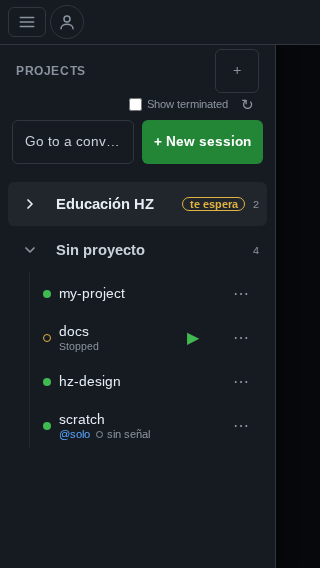 PROJECTS
+
Show terminated ↻
Go to a conv…
+ New session
Educación HZ te espera 2
Sin proyecto 4
my-project ···
docs ▶ ···
Stopped
hz-design ···
scratch ···
@solo ○ sin señal